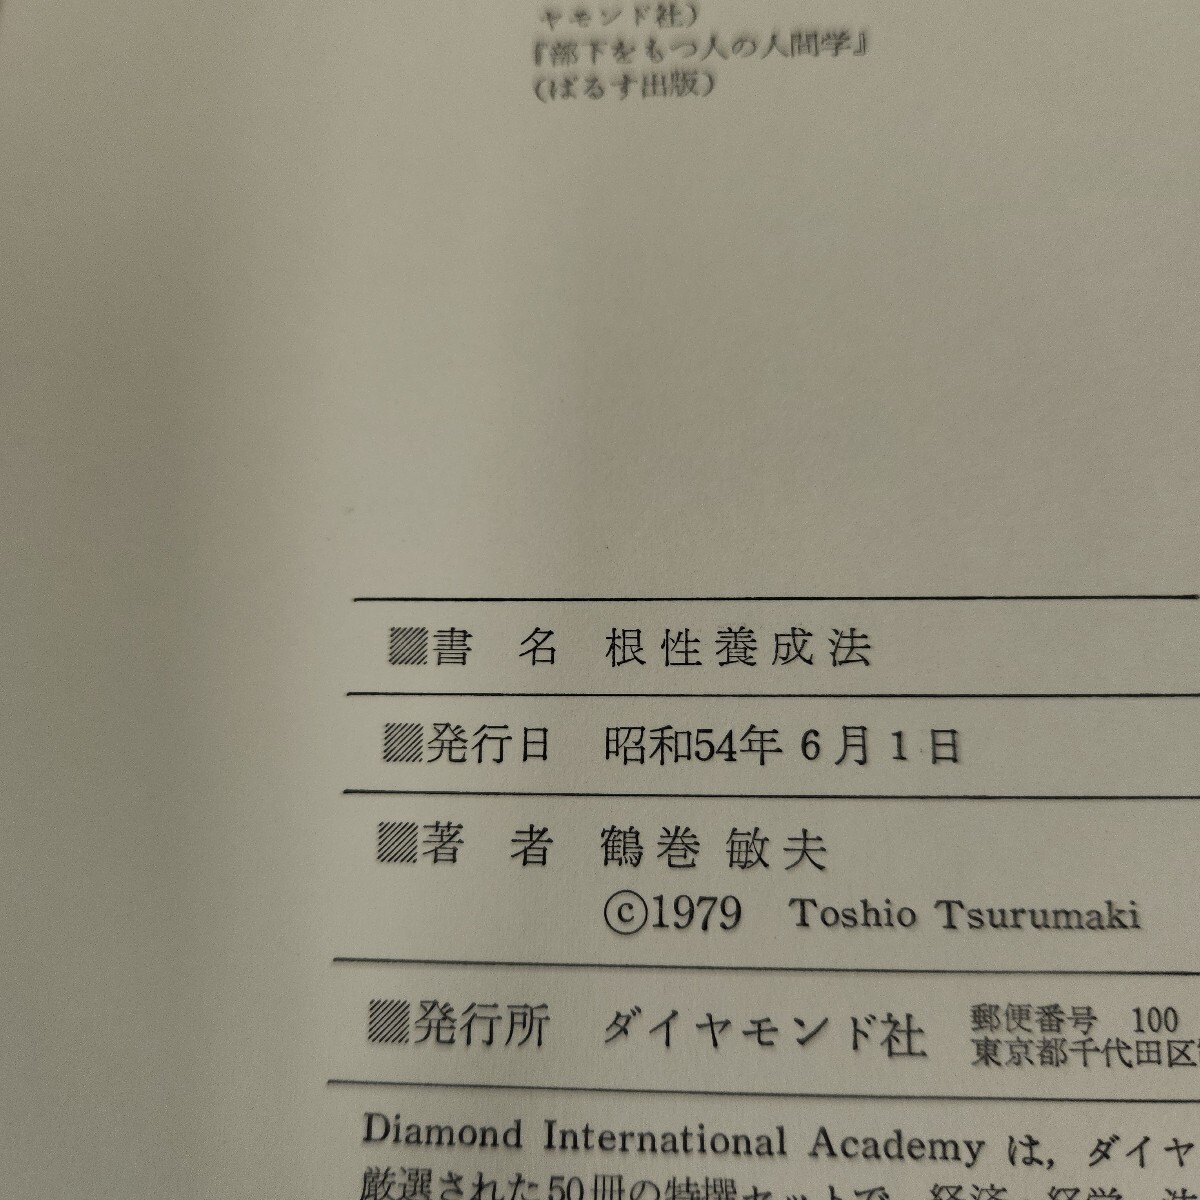 ヤモンド社)
『部下をもつ人の人間学』
(ぱるす出版)
書 名 根性養成法
発行日 昭和54年6月1日
著 者 鶴巻 敏夫
©1979 Toshio Tsurumaki
発行所 ダイヤモンド社
郵便番号 100
東京都千代田区
Diamond International Academy は，ダイヤ
厳選された50冊の特撰セットで，経済，経営，